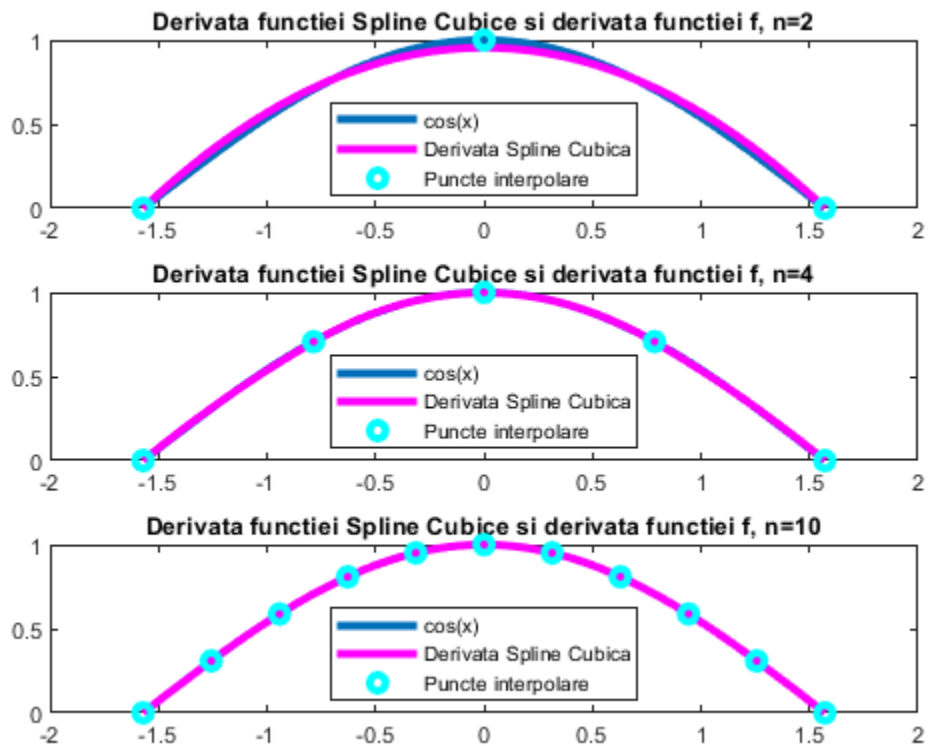 Derivata functiei Spline Cubice si derivata functiei f, n=2
1
0.5
0
cos(x)
Derivata Spline Cubica
Puncte interpolare
-2 -1.5 -1 -0.5 0 0.5 1 1.5 2
Derivata functiei Spline Cubice si derivata functiei f, n=4
1
0.5
0
cos(x)
Derivata Spline Cubica
Puncte interpolare
-2 -1.5 -1 -0.5 0 0.5 1 1.5 2
Derivata functiei Spline Cubice si derivata functiei f, n=10
1
0.5
0
cos(x)
Derivata Spline Cubica
Puncte interpolare
-2 -1.5 -1 -0.5 0 0.5 1 1.5 2